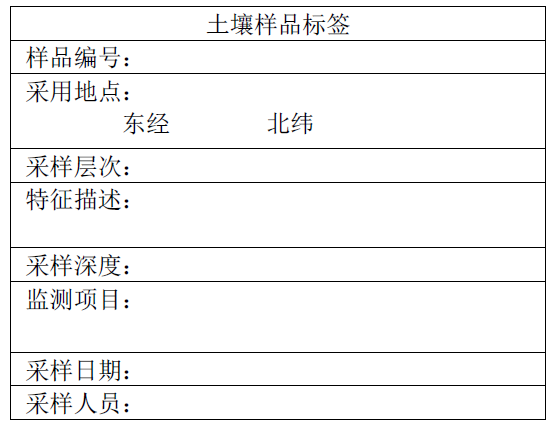 土壤样品标签
样品编号：
采用地点：
东经 北纬
采样层次：
特征描述：
采样深度：
监测项目：
采样日期：
采样人员：